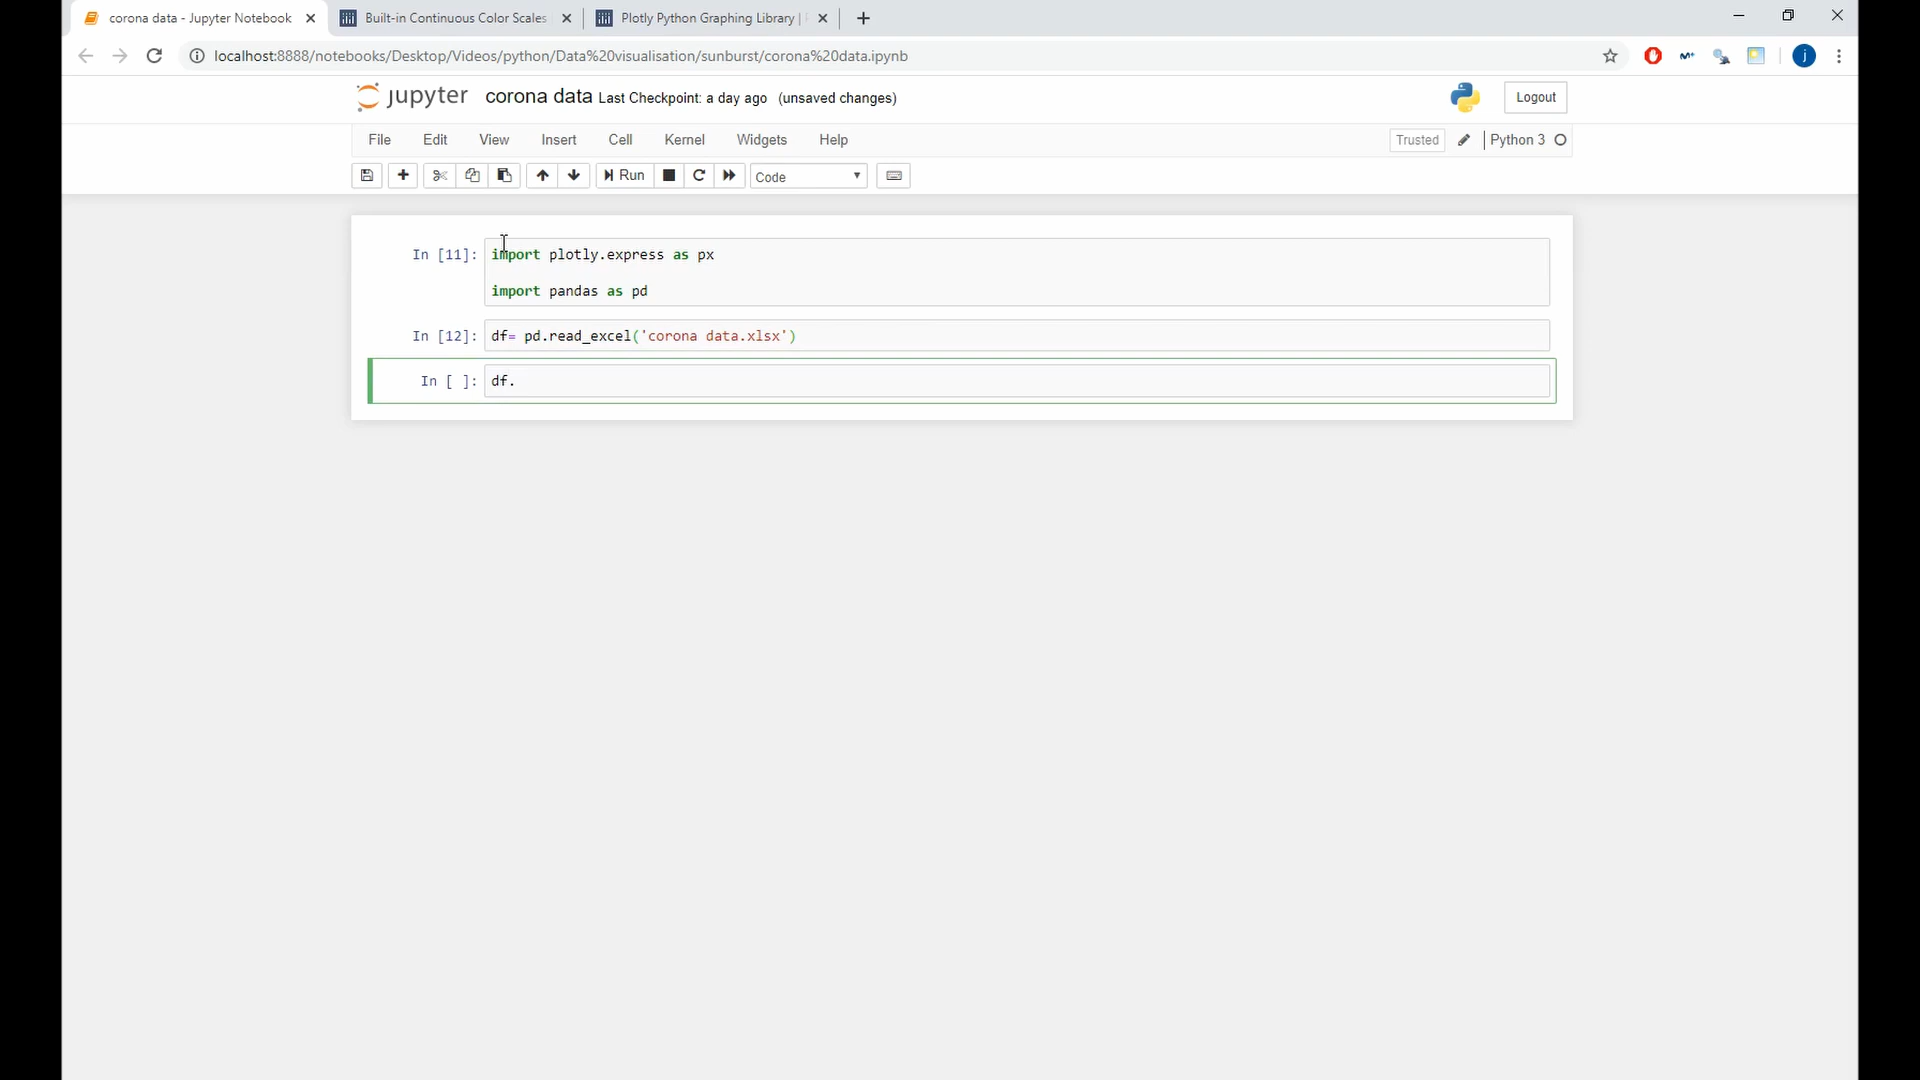 corona data - Jupyter Notebook
Built-in Continuous Color Scales
Plotly Python Graphing Library |
localhost:8888/notebooks/Desktop/Videos/python/Data%20visualisation/sunburst/corona%20data.ipynb
j
jupyter corona data Last Checkpoint: a day ago (unsaved changes)
Logout
File Edit View Insert Cell Kernel Widgets Help
Trusted Python 3
Run Code
In [11]: import plotly.express as px
import pandas as pd
In [12]: df= pd.read_excel('corona data.xlsx')
In [ ]: df.